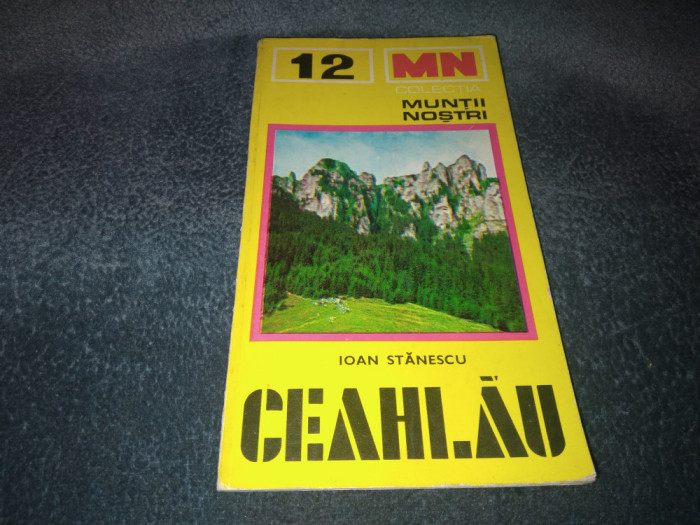 12 MN
COLECȚIA
MUNȚII
NOȘTRI
IOAN STĂNESCU
CEAHLĂU